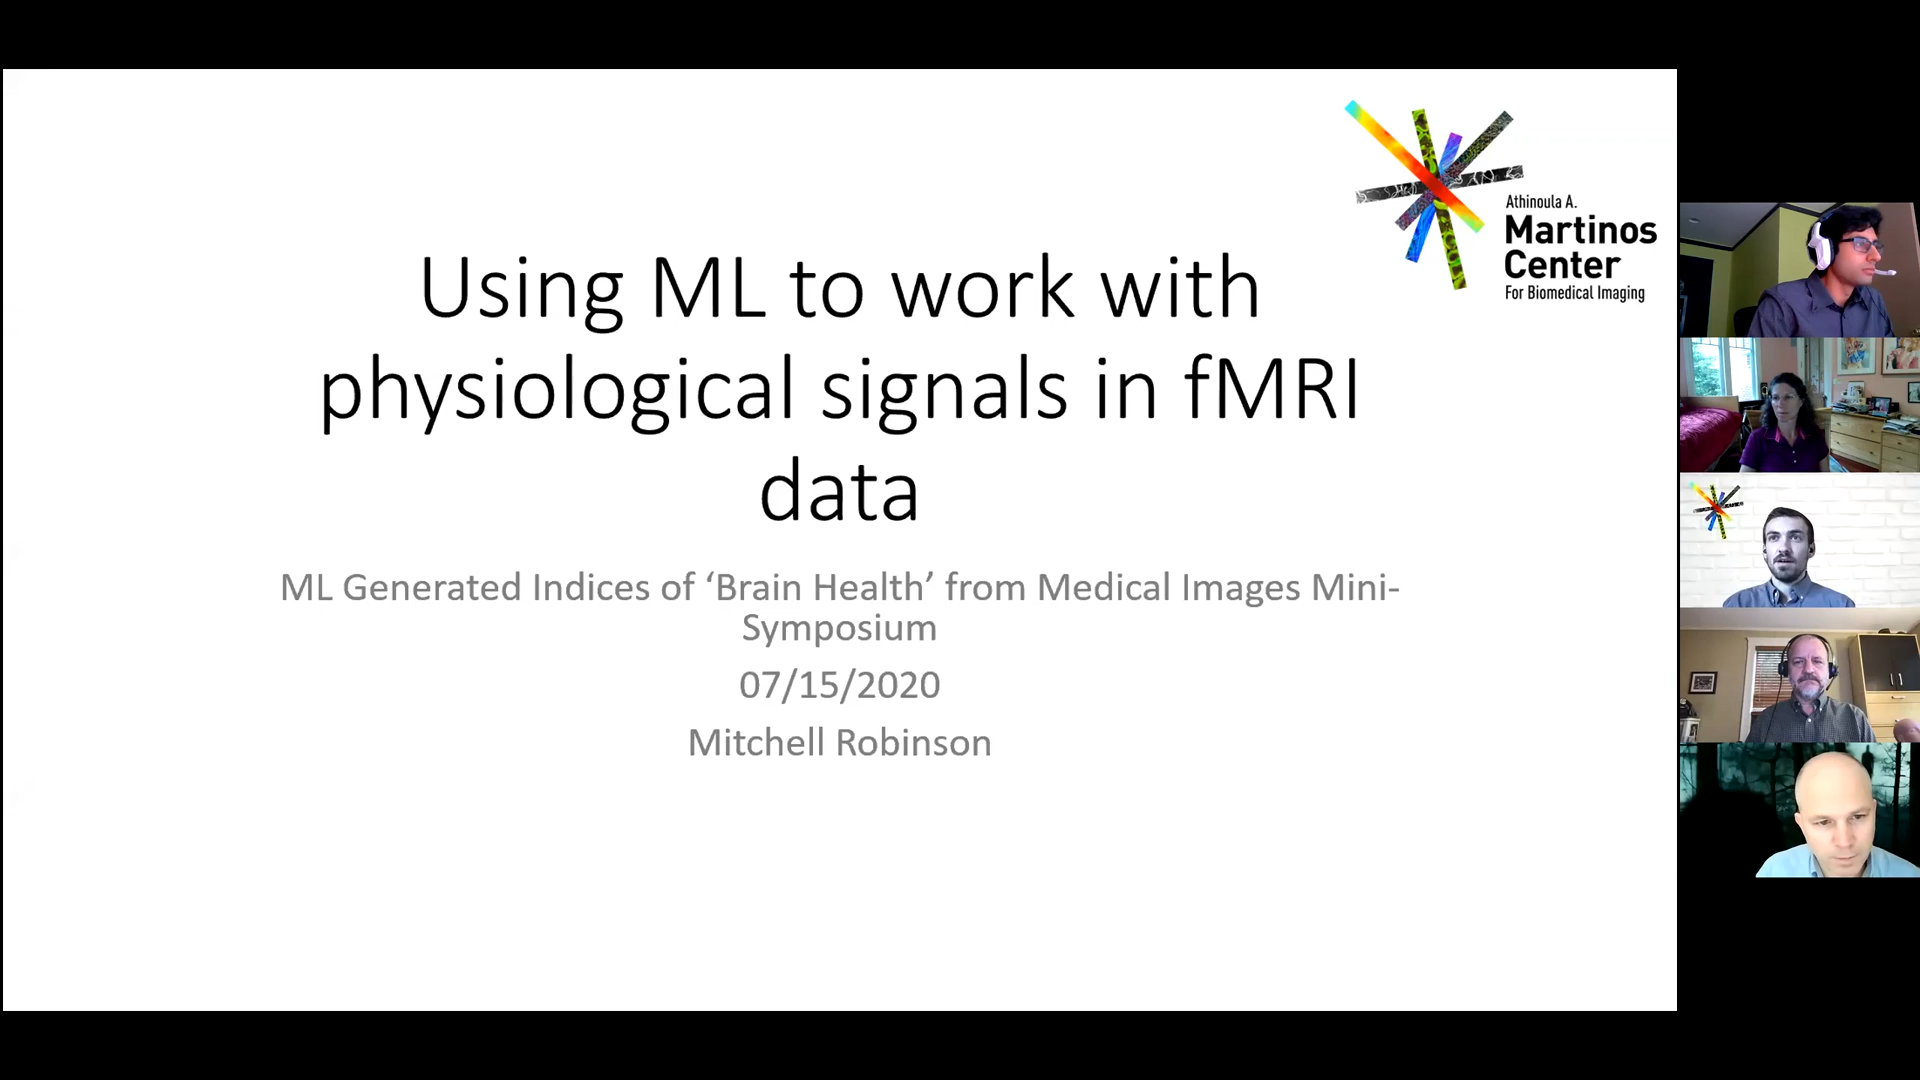 Athinoula A.
Martinos
Center
For Biomedical Imaging
Using ML to work with
physiological signals in fMRI
data
ML Generated Indices of ‘Brain Health’ from Medical Images Mini-
Symposium
07/15/2020
Mitchell Robinson